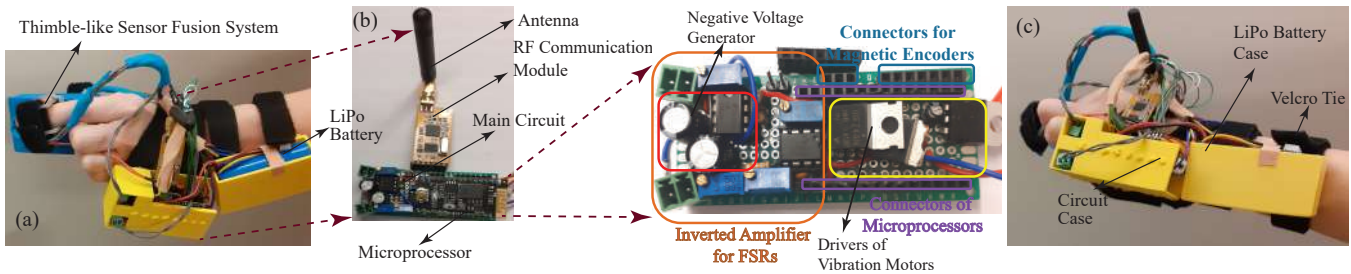 Thimble-like Sensor Fusion System
LiPo
Battery
(a)
(b)
Antenna
RF Communication
Module
Main Circuit
Microprocessor
Negative Voltage
Generator
Connectors for
Magnetic Encoders
Connectors of
Microprocessors
Inverted Amplifier
for FSRs
Drivers of
Vibration Motors
(c)
LiPo Battery
Case
Velcro Tie
Circuit
Case